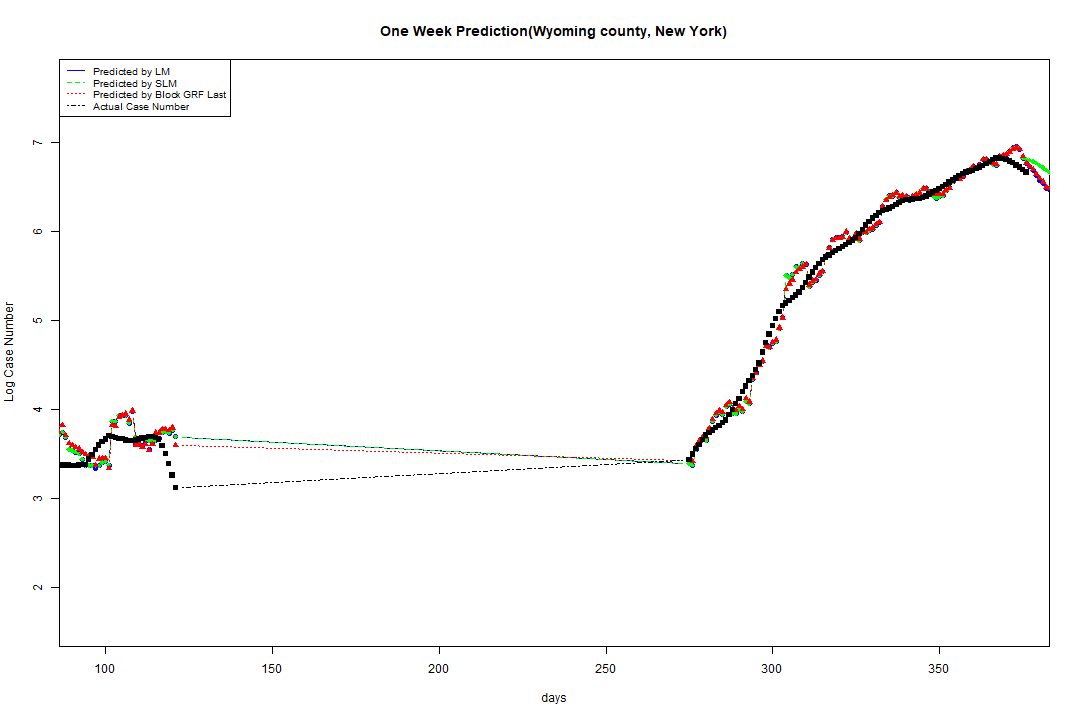 One Week Prediction(Wyoming county, New York)
Predicted by LM
Predicted by SLM
Predicted by Block GRF Last
Actual Case Number
Log Case Number
7
6
5
4
3
2
100 150 200 250 300 350
days